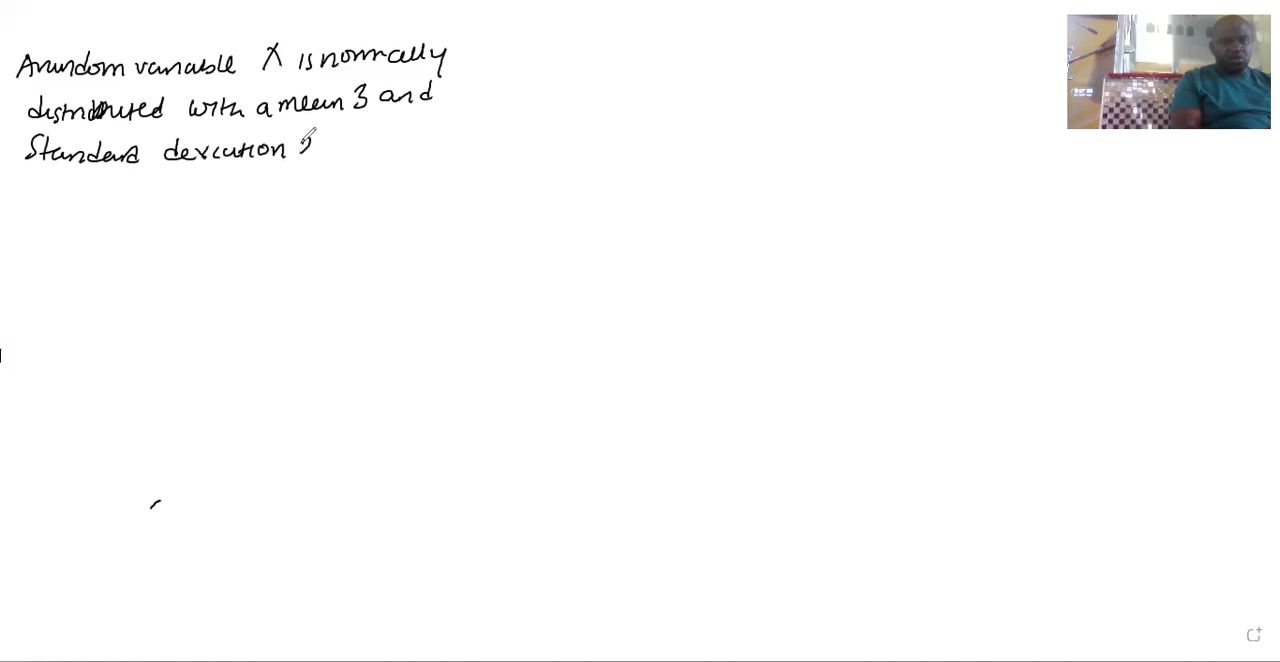 A random variable X is normally
distributed with a mean 3 and
Standard deviation